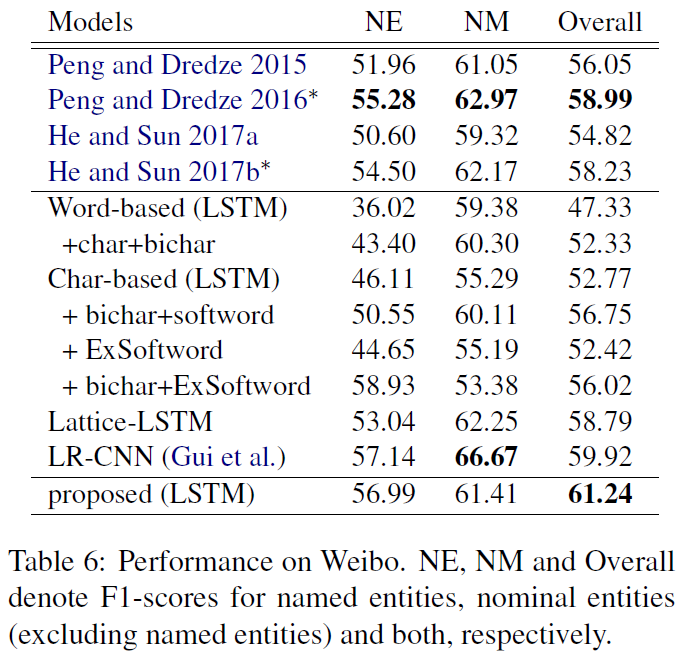 Models NE NM Overall
Peng and Dredze 2015 51.96 61.05 56.05
Peng and Dredze 2016* 55.28 62.97 58.99
He and Sun 2017a 50.60 59.32 54.82
He and Sun 2017b* 54.50 62.17 58.23
Word-based (LSTM) 36.02 59.38 47.33
+char+bichar 43.40 60.30 52.33
Char-based (LSTM) 46.11 55.29 52.77
+ bichar+softword 50.55 60.11 56.75
+ ExSoftword 44.65 55.19 52.42
+ bichar+ExSoftword 58.93 53.38 56.02
Lattice-LSTM 53.04 62.25 58.79
LR-CNN (Gui et al.) 57.14 66.67 59.92
proposed (LSTM) 56.99 61.41 61.24
Table 6: Performance on Weibo. NE, NM and Overall
denote F1-scores for named entities, nominal entities
(excluding named entities) and both, respectively.